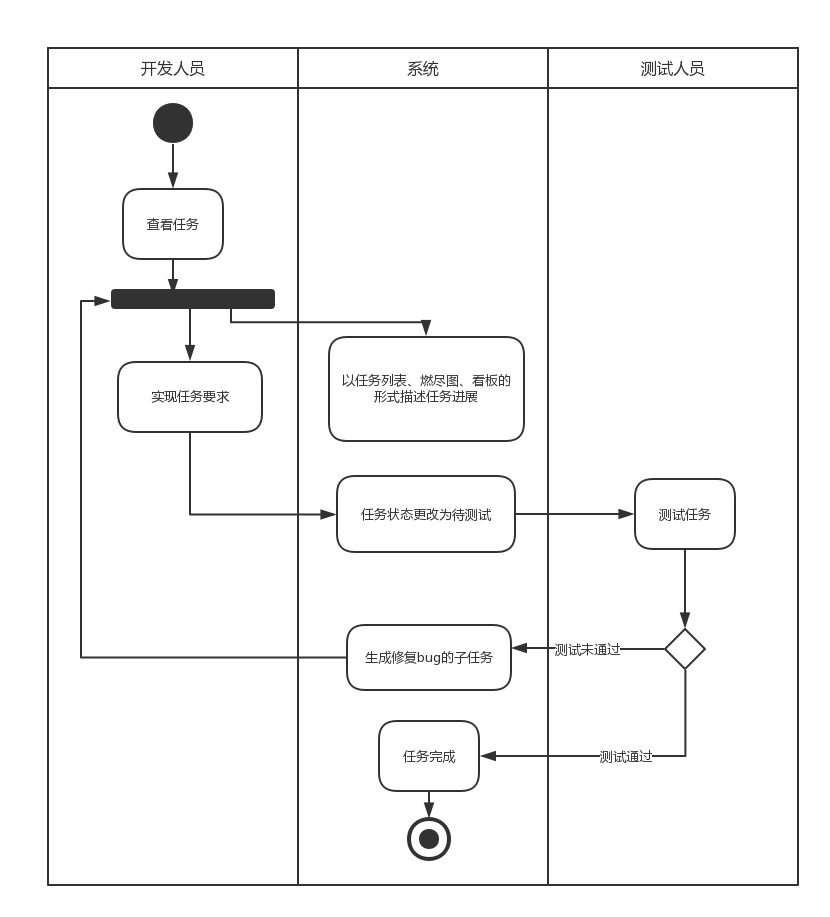 开发人员
系统
测试人员
查看任务
实现任务要求
以任务列表、燃尽图、看板的
形式描述任务进展
任务状态更改为待测试
测试任务
生成修复bug的子任务
测试未通过
任务完成
测试通过